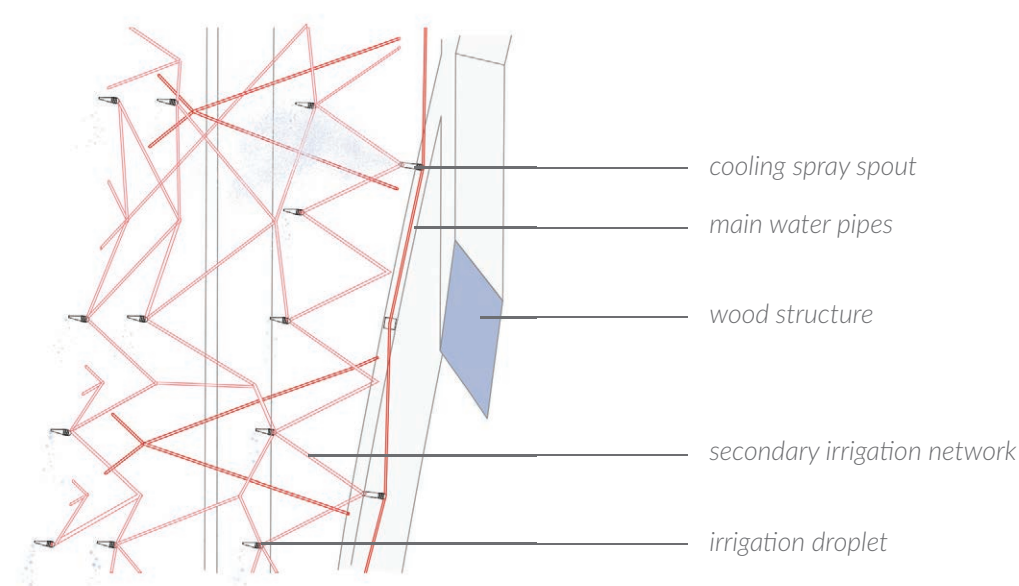 cooling spray spout
main water pipes
wood structure
secondary irrigation network
irrigation droplet